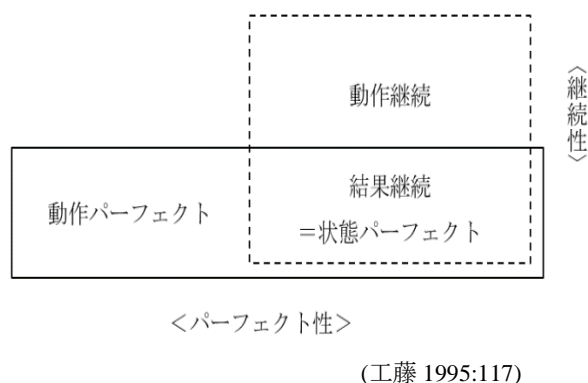 動作継続
〈継続性〉
動作パーフェクト
結果継続
＝状態パーフェクト
＜パーフェクト性＞
(工藤 1995:117)